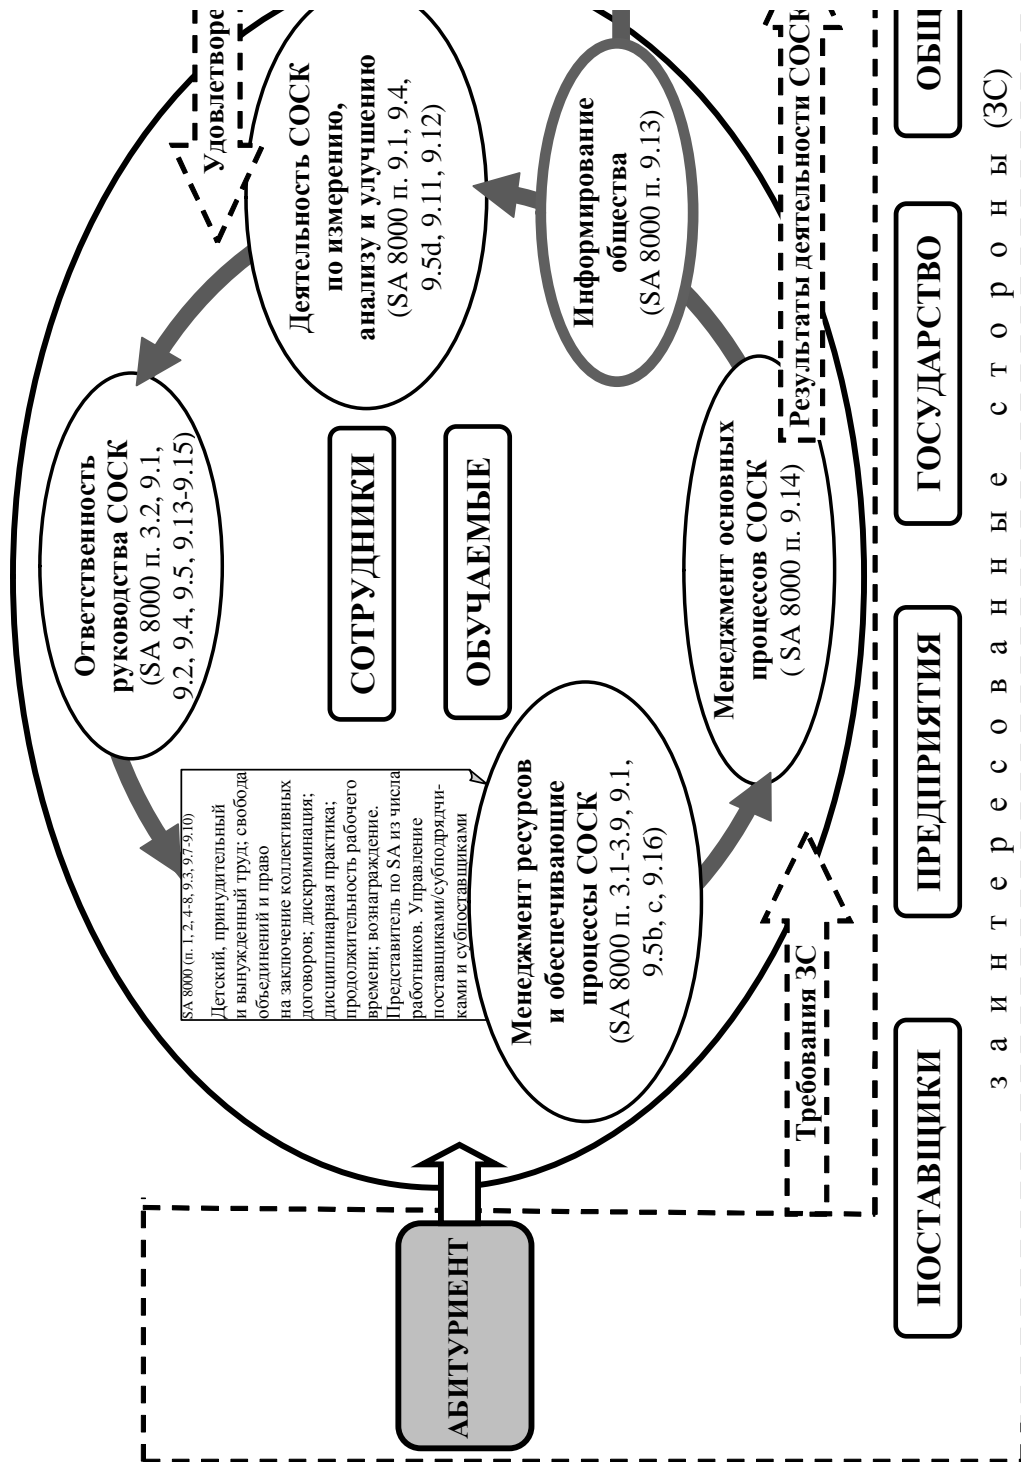 Ответственность
руководства СОСК
(SA 8000 п. 3.2, 9.1,
9.2, 9.4, 9.5, 9.13-9.15)
Удовлетворе
Деятельность СОСК
по измерению,
анализу и улучшению
(SA 8000 п. 9.1, 9.4,
9.5d, 9.11, 9.12)
SA 8000 (п. 1, 2, 4-8, 9.3, 9.7-9.10)
Детский, принудительный
и вынужденный труд; свобода
объединений и право
на заключение коллективных
договоров; дискриминация;
дисциплинарная практика;
продолжительность рабочего
времени; вознаграждение.
Представитель по SA из числа
работников. Управление
поставщиками/субподрядчи-
ками и субпоставщиками
СОТРУДНИКИ
ОБУЧАЕМЫЕ
АБИТУРИЕНТ
Менеджмент ресурсов
и обеспечивающие
процессы СОСК
(SA 8000 п. 3.1-3.9, 9.1,
9.5b, c, 9.16)
Информирование
общества
(SA 8000 п. 9.13)
Менеджмент основных
процессов СОСК
( SA 8000 п. 9.14)
Требования ЗС
Результаты деятельности СОСК
ПОСТАВЩИКИ
ПРЕДПРИЯТИЯ
ГОСУДАРСТВО
ОБЩ
заинтересованные стороны (ЗС)